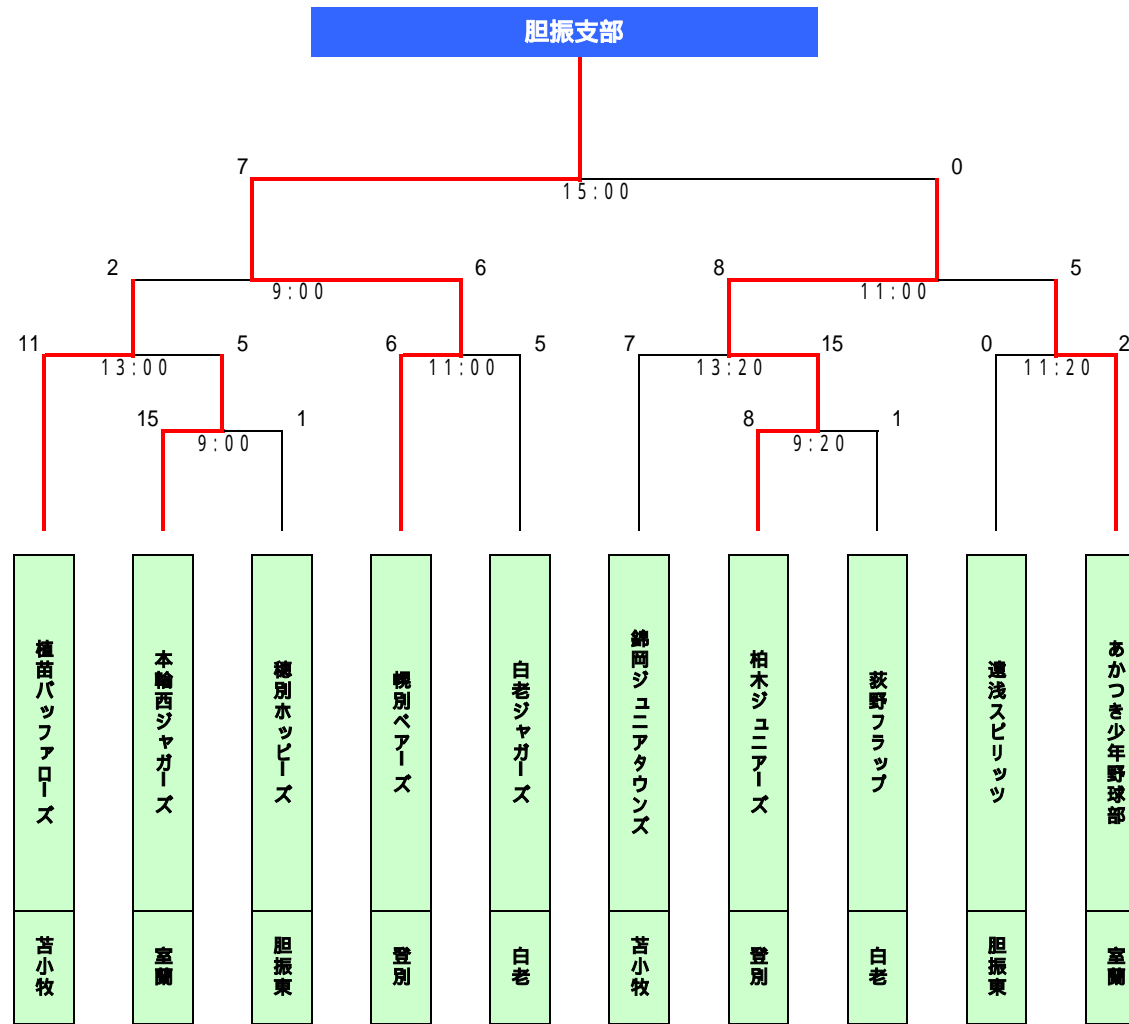 胆振支部
7
0
15:00
2
6
8
5
9:00
11:00
11
5
6
5
7
15
0
2
13:00
11:00
13:20
11:20
15
1
8
1
9:00
9:20
植苗バッファローズ
本輪西ジャガーズ
穂別ホッピーズ
幌別ベアーズ
白老ジャガーズ
錦岡ジュニアタウンズ
柏木ジュニアーズ
荻野フラップ
遠浅スピリッツ
あかつき少年野球部
苫小牧
室蘭
胆振東
登別
白老
苫小牧
登別
白老
胆振東
室蘭